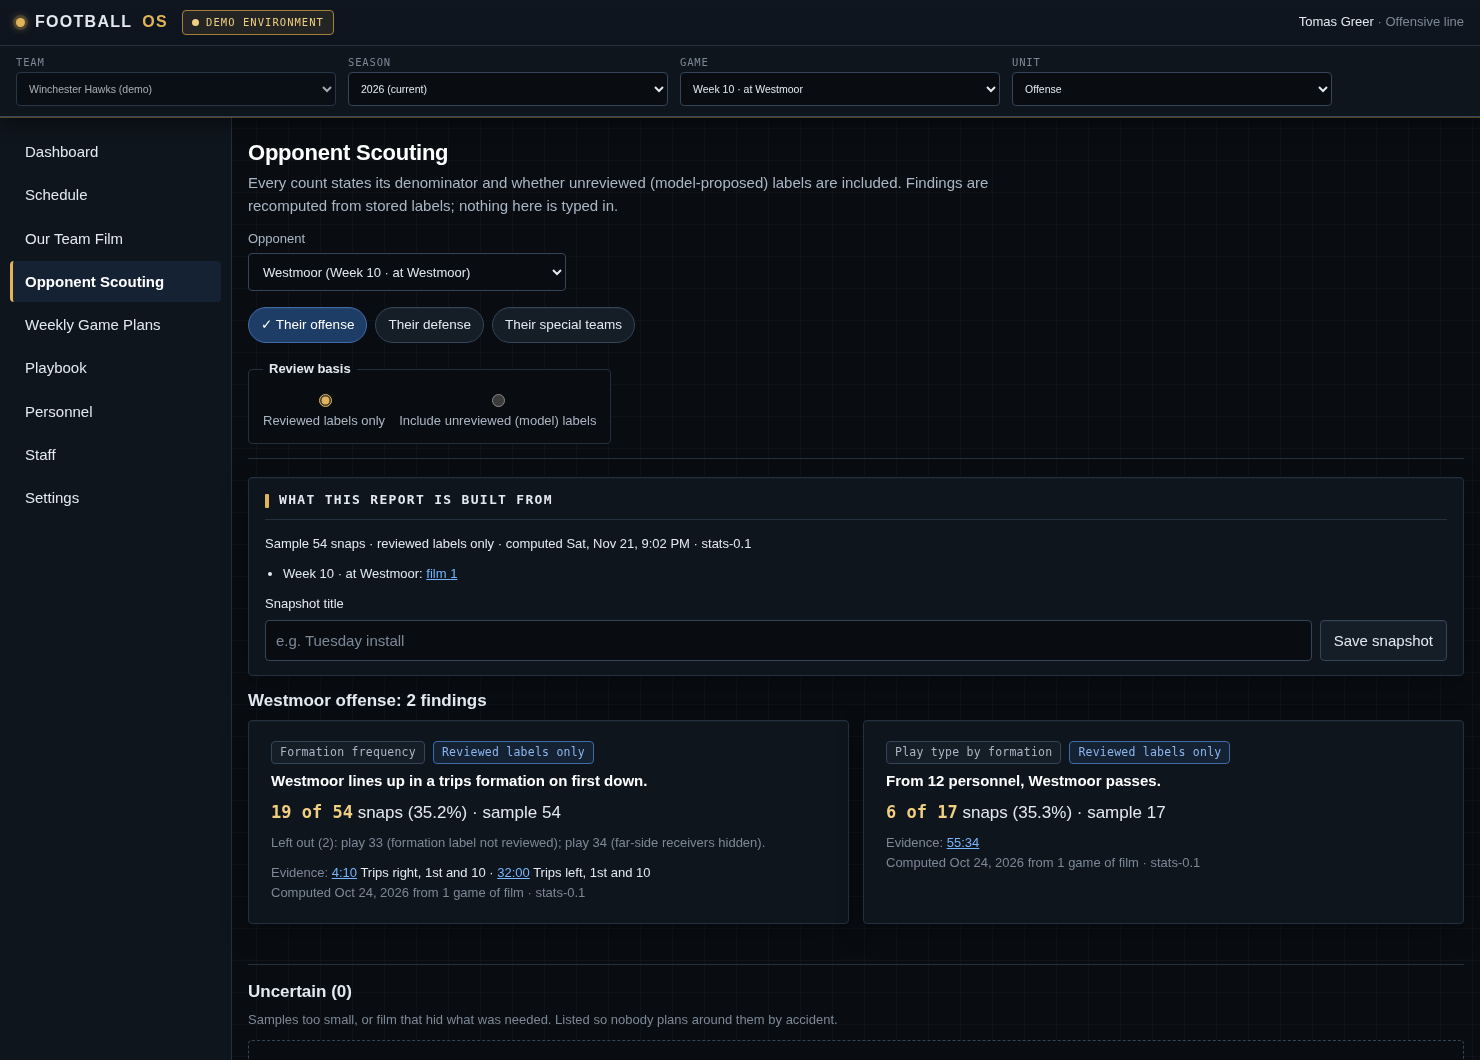 FOOTBALL OS
DEMO ENVIRONMENT
Tomas Greer · Offensive line
TEAM
Winchester Hawks (demo)
SEASON
2026 (current)
GAME
Week 10 · at Westmoor
UNIT
Offense
Dashboard
Schedule
Our Team Film
Opponent Scouting
Weekly Game Plans
Playbook
Personnel
Staff
Settings
Opponent Scouting
Every count states its denominator and whether unreviewed (model-proposed) labels are included. Findings are
recomputed from stored labels; nothing here is typed in.
Opponent
Westmoor (Week 10 · at Westmoor)
✓ Their offense
Their defense
Their special teams
Review basis
Reviewed labels only
Include unreviewed (model) labels
WHAT THIS REPORT IS BUILT FROM
Sample 54 snaps · reviewed labels only · computed Sat, Nov 21, 9:02 PM · stats-0.1
• Week 10 · at Westmoor: film 1
Snapshot title
e.g. Tuesday install
Save snapshot
Westmoor offense: 2 findings
Formation frequency
Reviewed labels only
Westmoor lines up in a trips formation on first down.
19 of 54 snaps (35.2%) · sample 54
Left out (2): play 33 (formation label not reviewed); play 34 (far-side receivers hidden).
Evidence: 4:10 Trips right, 1st and 10 · 32:00 Trips left, 1st and 10
Computed Oct 24, 2026 from 1 game of film · stats-0.1
Play type by formation
Reviewed labels only
From 12 personnel, Westmoor passes.
6 of 17 snaps (35.3%) · sample 17
Evidence: 55:34
Computed Oct 24, 2026 from 1 game of film · stats-0.1
Uncertain (0)
Samples too small, or film that hid what was needed. Listed so nobody plans around them by accident.